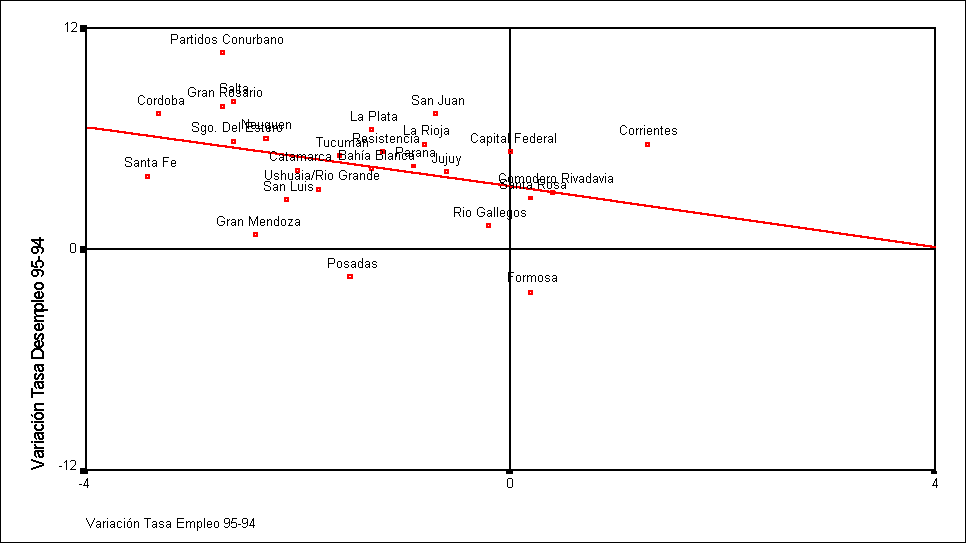 12
Partidos Conurbano
Salta
Gran Rosario
Cordoba
San Juan
La Plata
Neuquen
Sgo. Del Estero
La Rioja
Corrientes
Resistencia
Capital Federal
Tucuman
Parana
Catamarca
Bahía Blanca
Jujuy
Santa Fe
Ushuaia/Rio Grande
Comodero Rivadavia
San Luis
Santa Rosa
Rio Gallegos
Gran Mendoza
0
Posadas
Formosa
Variación Tasa Desempleo 95-94
-12
-4
0
4
Variación Tasa Empleo 95-94